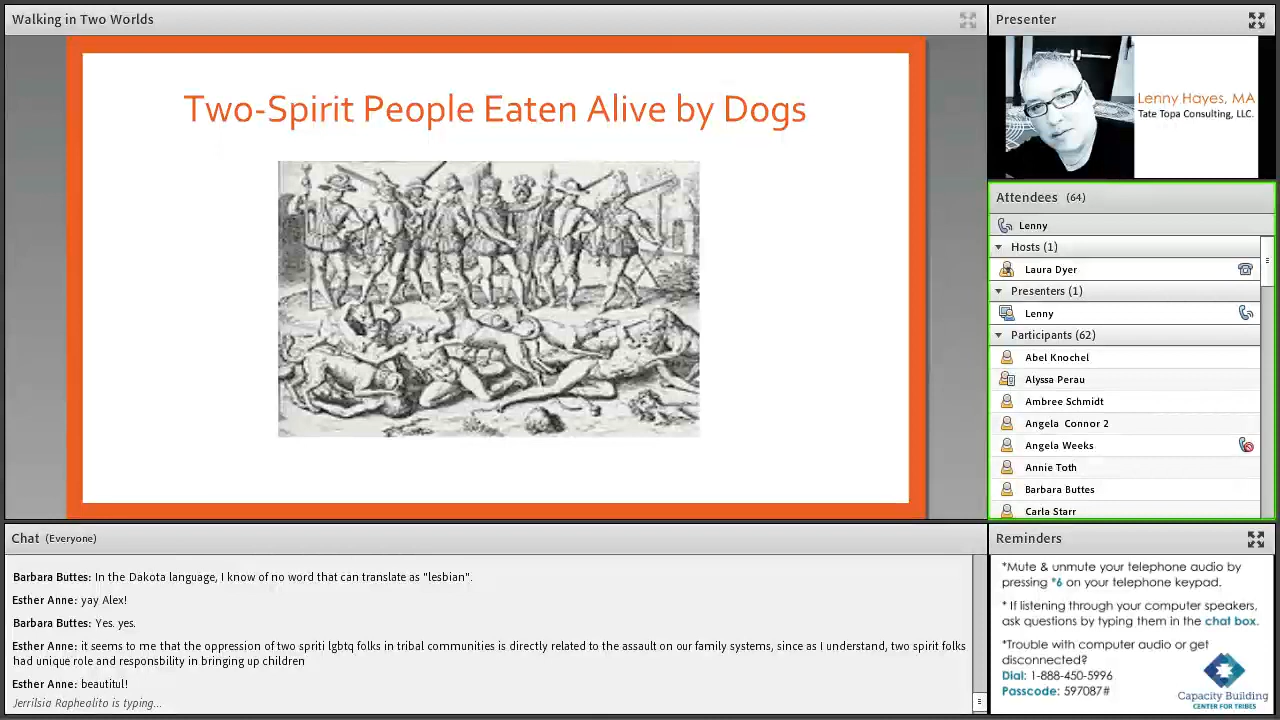 Walking in Two Worlds
Two-Spirit People Eaten Alive by Dogs
Presenter
Lenny Hayes, MA
Tate Topa Consulting, LLC.
Attendees (64)
Lenny
Hosts (1)
Laura Dyer
Presenters (1)
Lenny
Participants (62)
Abel Knochel
Alyssa Perau
Ambree Schmidt
Angela Connor 2
Angela Weeks
Annie Toth
Barbara Buttes
Carla Starr
Chat (Everyone)
Barbara Buttes: In the Dakota language, I know of no word that can translate as "lesbian".
Esther Anne: yay Alex!
Barbara Buttes: Yes. yes.
Esther Anne: it seems to me that the oppression of two spriti lgbtq folks in tribal communities is directly related to the assault on our family systems, since as I understand, two spirit folks
had unique role and responsbility in bringing up children
Esther Anne: beautitul!
Jerrilsia Raphealito is typing...
Reminders
*Mute & unmute your telephone audio by
pressing *6 on your telephone keypad.
* If listening through your computer speakers,
ask questions by typing them in the chat box.
*Trouble with computer audio or get
disconnected?
Dial: 1-888-450-5996
Passcode: 597087#
Capacity Building
CENTER FOR TRIBES